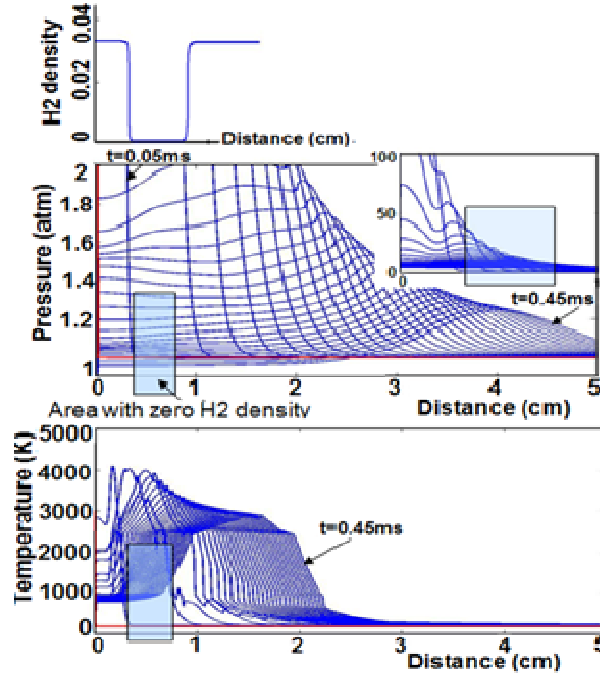 0.04
0.02
0
H2 density
Distance (cm)
t=0.05ms
2
1.8
1.6
1.4
1.2
1
Pressure (atm)
100
50
0
0
t=0.45ms
0 1 2 3 4 5
Area with zero H2 density
Distance (cm)
5000
4000
3000
2000
1000
0
Temperature (K)
t=0.45ms
0 1 2 3 4 5
Distance (cm)